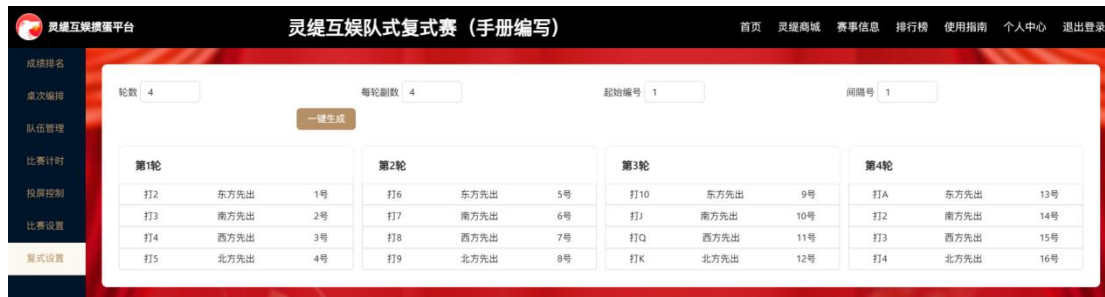 灵缇互娱掼蛋平台 灵缇互娱队式复式赛（手册编写） 首页 灵缇商城 赛事信息 排行榜 使用指南 个人中心 退出登录
成绩排名
桌次编排
队伍管理
比赛计时
投屏控制
比赛设置
复式设置
轮数 4 每轮副数 4 起始编号 1 间隔号 1
一键生成
第1轮 第2轮 第3轮 第4轮
打2 东方先出 1号 打6 东方先出 5号 打10 东方先出 9号 打A 东方先出 13号
打3 南方先出 2号 打7 南方先出 6号 打J 南方先出 10号 打2 南方先出 14号
打4 西方先出 3号 打8 西方先出 7号 打Q 西方先出 11号 打3 西方先出 15号
打5 北方先出 4号 打9 北方先出 8号 打K 北方先出 12号 打4 北方先出 16号